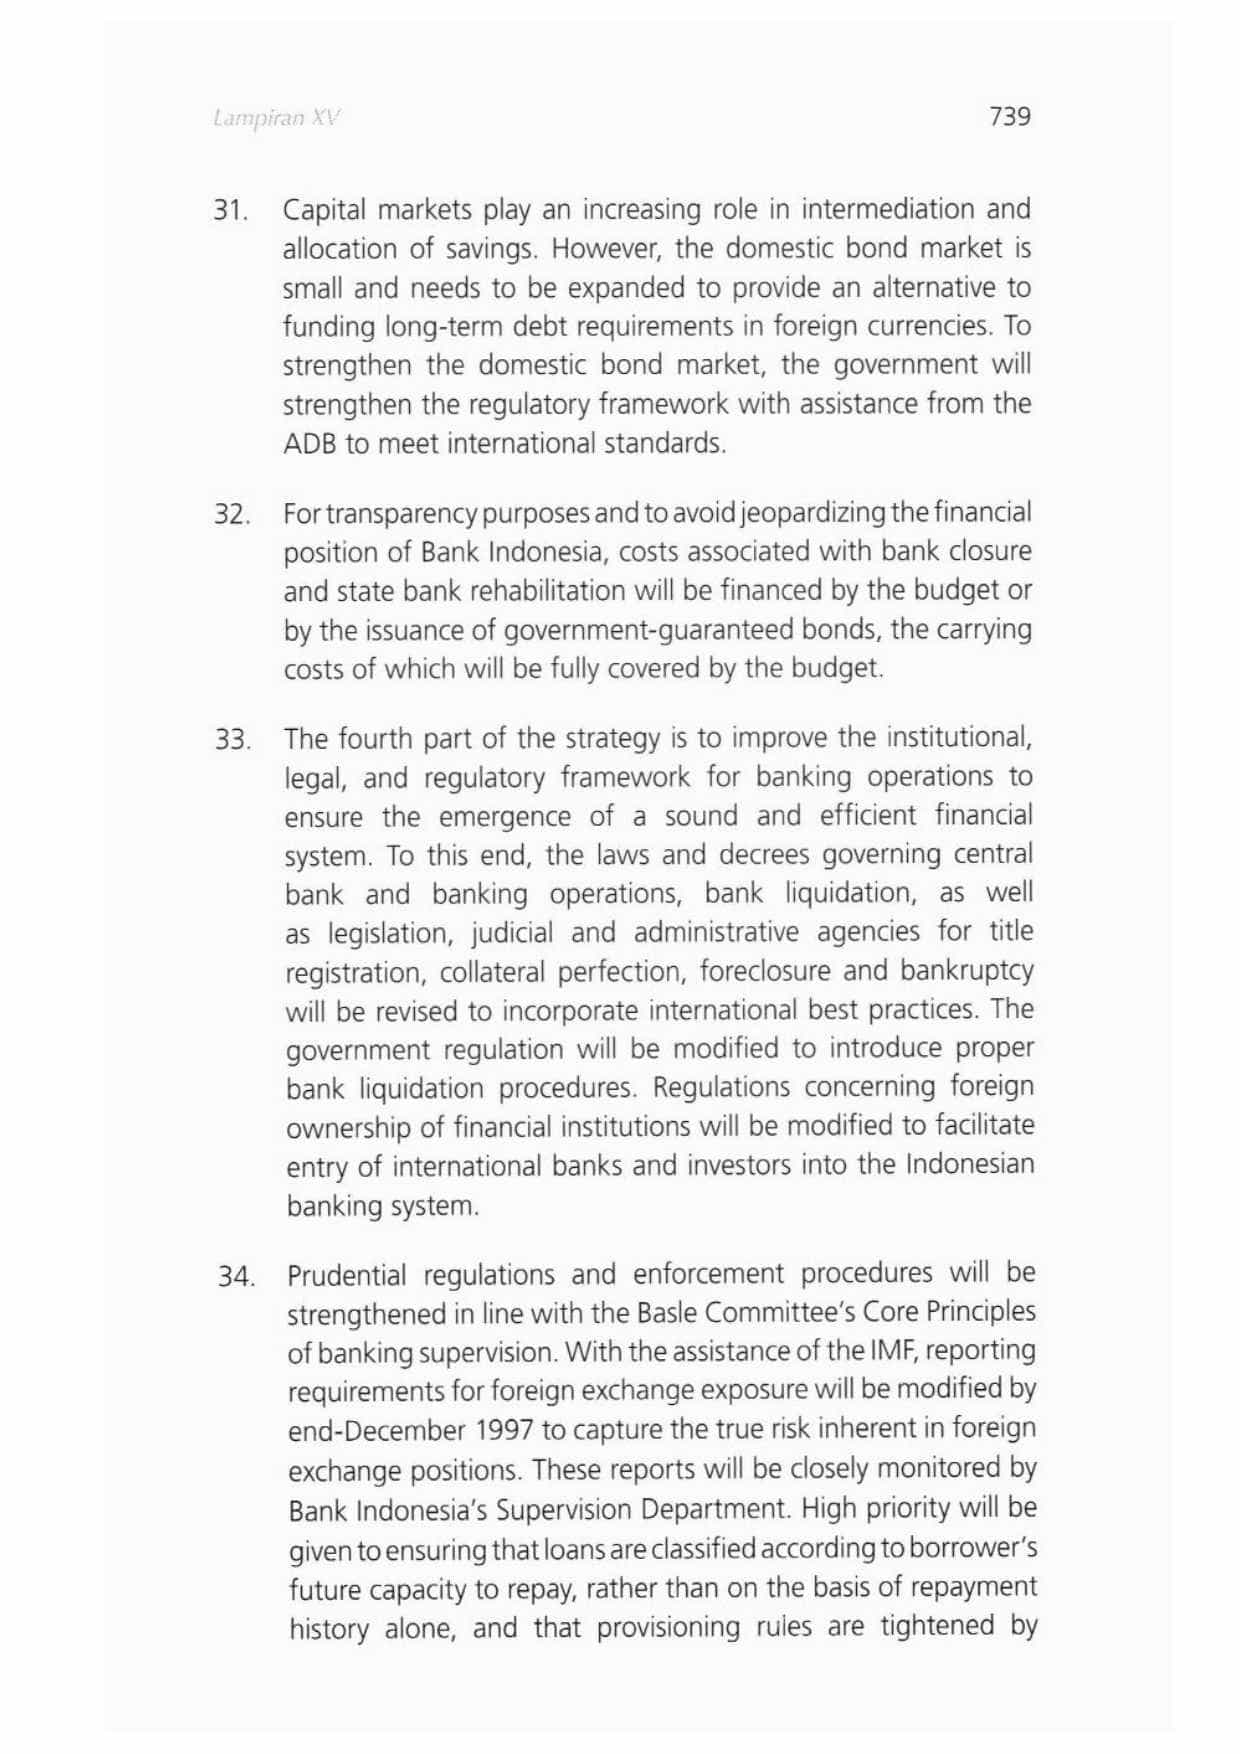 Lampiran XV 739
31. Capital markets play an increasing role in intermediation and
allocation of savings. However, the domestic bond market is
small and needs to be expanded to provide an alternative to
funding long-term debt requirements in foreign currencies. To
strengthen the domestic bond market, the government will
strengthen the regulatory framework with assistance from the
ADB to meet international standards.
32. For transparency purposes and to avoid jeopardizing the financial
position of Bank Indonesia, costs associated with bank closure
and state bank rehabilitation will be financed by the budget or
by the issuance of government-guaranteed bonds, the carrying
costs of which will be fully covered by the budget.
33. The fourth part of the strategy is to improve the institutional,
legal, and regulatory framework for banking operations to
ensure the emergence of a sound and efficient financial
system. To this end, the laws and decrees governing central
bank and banking operations, bank liquidation, as well
as legislation, judicial and administrative agencies for title
registration, collateral perfection, foreclosure and bankruptcy
will be revised to incorporate international best practices. The
government regulation will be modified to introduce proper
bank liquidation procedures. Regulations concerning foreign
ownership of financial institutions will be modified to facilitate
entry of international banks and investors into the Indonesian
banking system.
34. Prudential regulations and enforcement procedures will be
strengthened in line with the Basle Committee's Core Principles
of banking supervision. With the assistance of the IMF, reporting
requirements for foreign exchange exposure will be modified by
end-December 1997 to capture the true risk inherent in foreign
exchange positions. These reports will be closely monitored by
Bank Indonesia's Supervision Department. High priority will be
given to ensuring that loans are classified according to borrower's
future capacity to repay, rather than on the basis of repayment
history alone, and that provisioning rules are tightened by